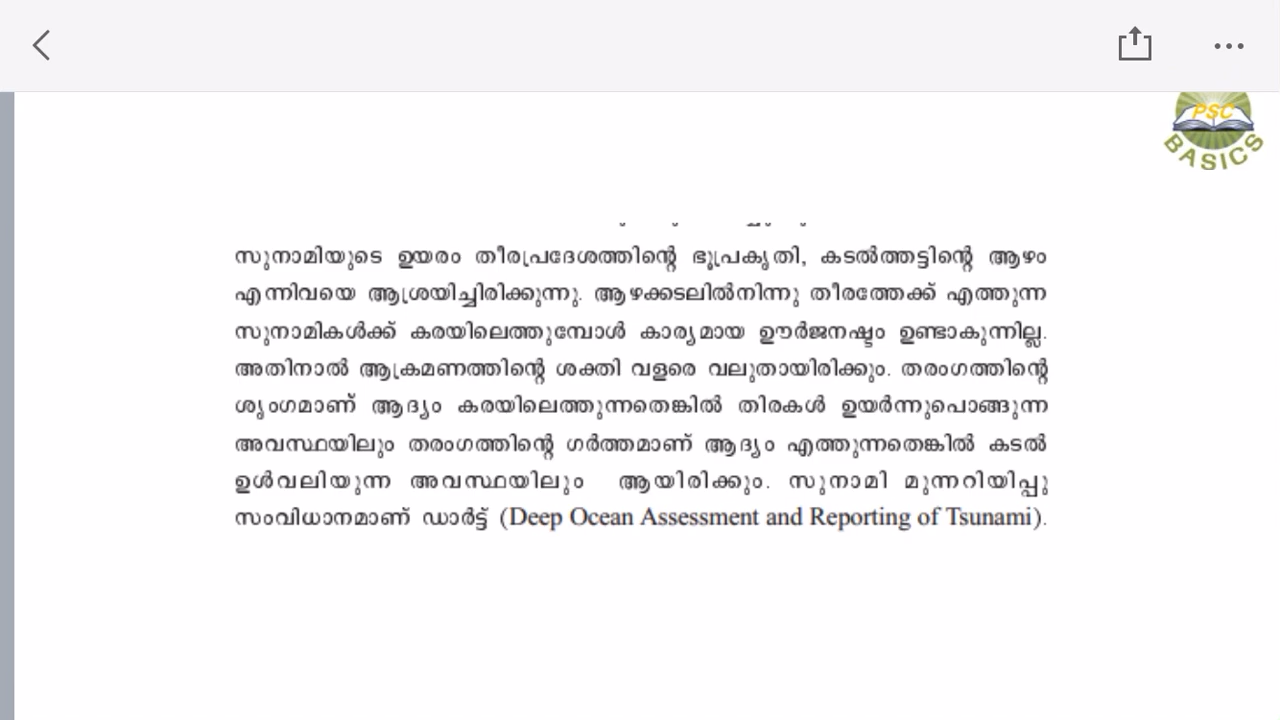 PSC
BASICS
സുനാമിയുടെ ഉയരം തീരപ്രദേശത്തിന്റെ ഭൂപ്രകൃതി, കടൽത്തട്ടിന്റെ ആഴം
എന്നിവയെ ആശ്രയിച്ചിരിക്കുന്നു. ആഴക്കടലിൽനിന്നു തീരത്തേക്ക് എത്തുന്ന
സുനാമികൾക്ക് കരയിലെത്തുമ്പോൾ കാര്യമായ ഊർജനഷ്ടം ഉണ്ടാകുന്നില്ല.
അതിനാൽ ആക്രമണത്തിന്റെ ശക്തി വളരെ വലുതായിരിക്കും. തരംഗത്തിന്റെ
ശൃംഗമാണ് ആദ്യം കരയിലെത്തുന്നതെങ്കിൽ തിരകൾ ഉയർന്നുപൊങ്ങുന്ന
അവസ്ഥയിലും തരംഗത്തിന്റെ ഗർത്തമാണ് ആദ്യം എത്തുന്നതെങ്കിൽ കടൽ
ഉൾവലിയുന്ന അവസ്ഥയിലും ആയിരിക്കും. സുനാമി മുന്നറിയിപ്പു
സംവിധാനമാണ് ഡാർട്ട് (Deep Ocean Assessment and Reporting of Tsunami).